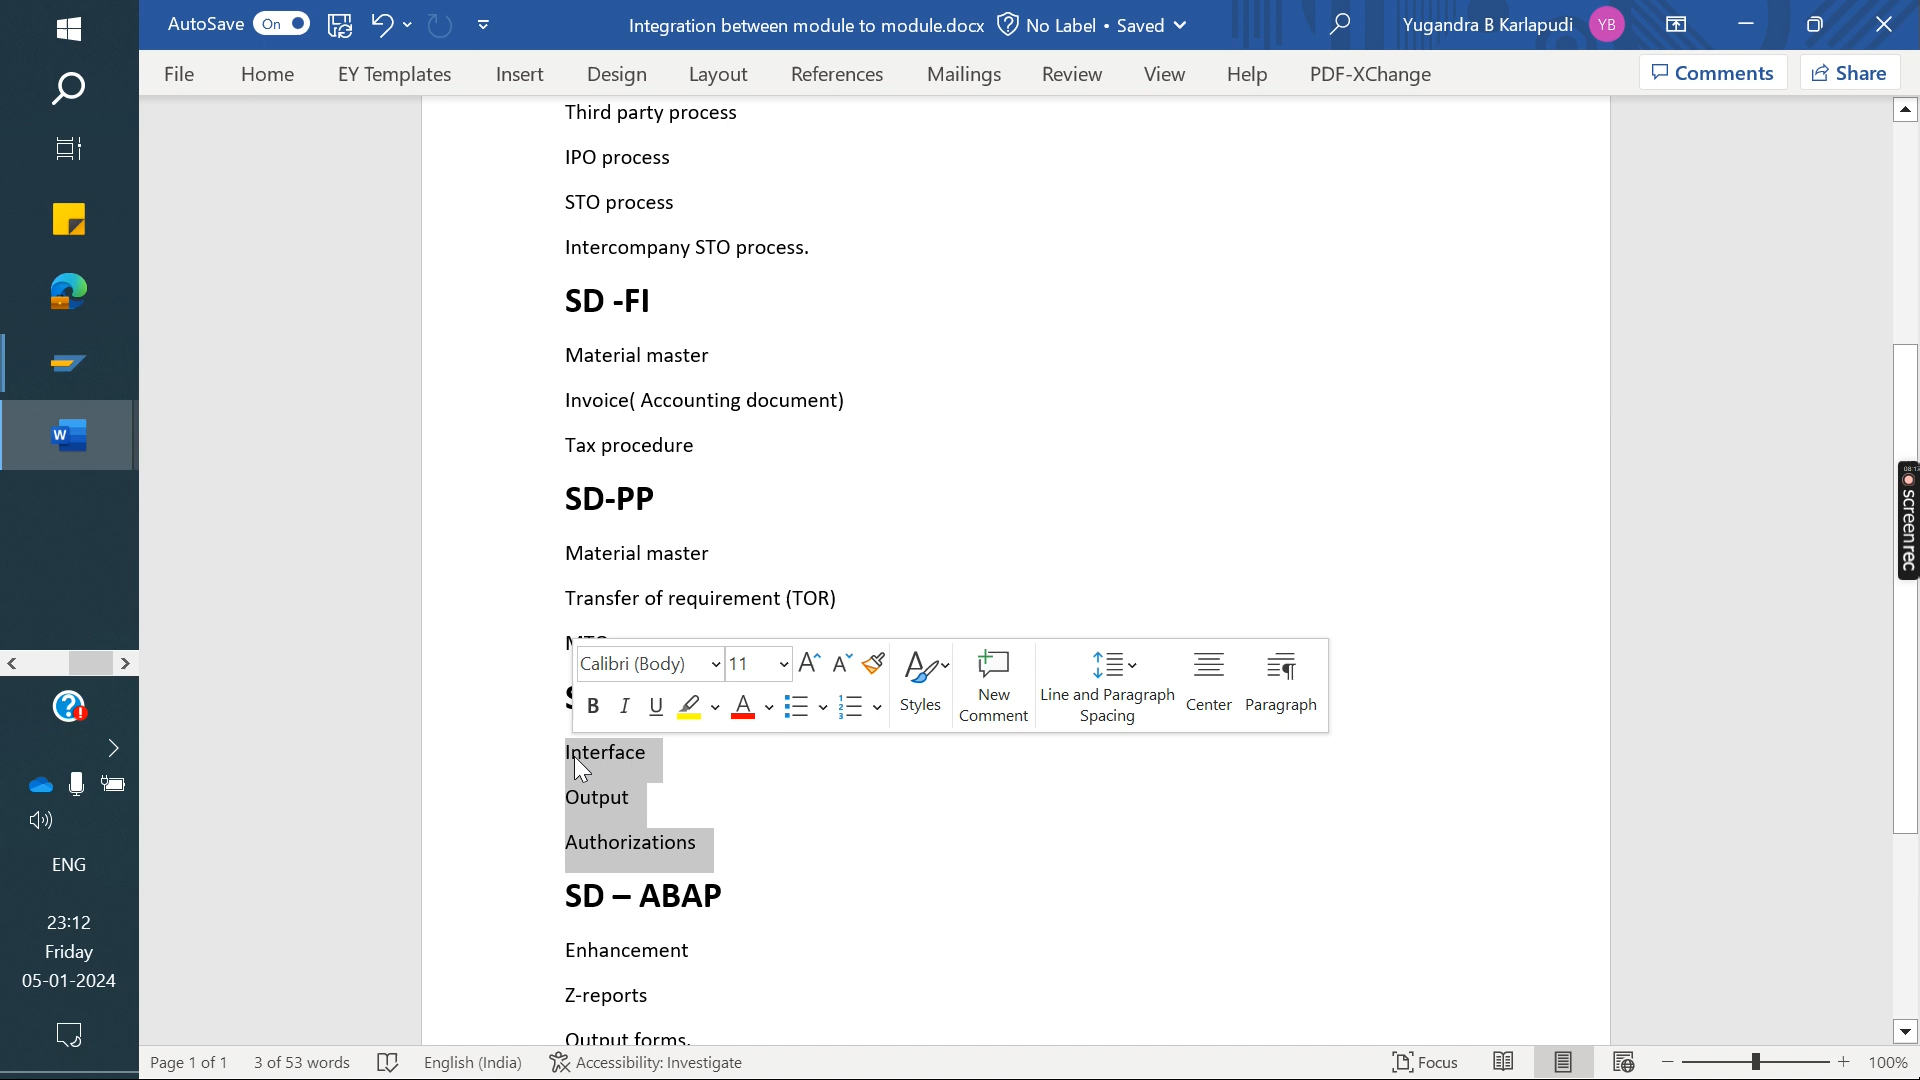 AutoSave On Integration between module to module.docx No Label • Saved Yugandra B Karlapudi YB
File Home EY Templates Insert Design Layout References Mailings Review View Help PDF-XChange Comments Share
Third party process
IPO process
STO process
Intercompany STO process.
SD -FI
Material master
Invoice( Accounting document)
Tax procedure
SD-PP
Material master
Transfer of requirement (TOR)
Calibri (Body) 11
Styles New Comment Line and Paragraph Spacing Center Paragraph
Interface
Output
Authorizations
SD – ABAP
Enhancement
Z-reports
Output forms.
screenrec
ENG
23:12
Friday
05-01-2024
Page 1 of 1 3 of 53 words English (India) Accessibility: Investigate Focus 100%